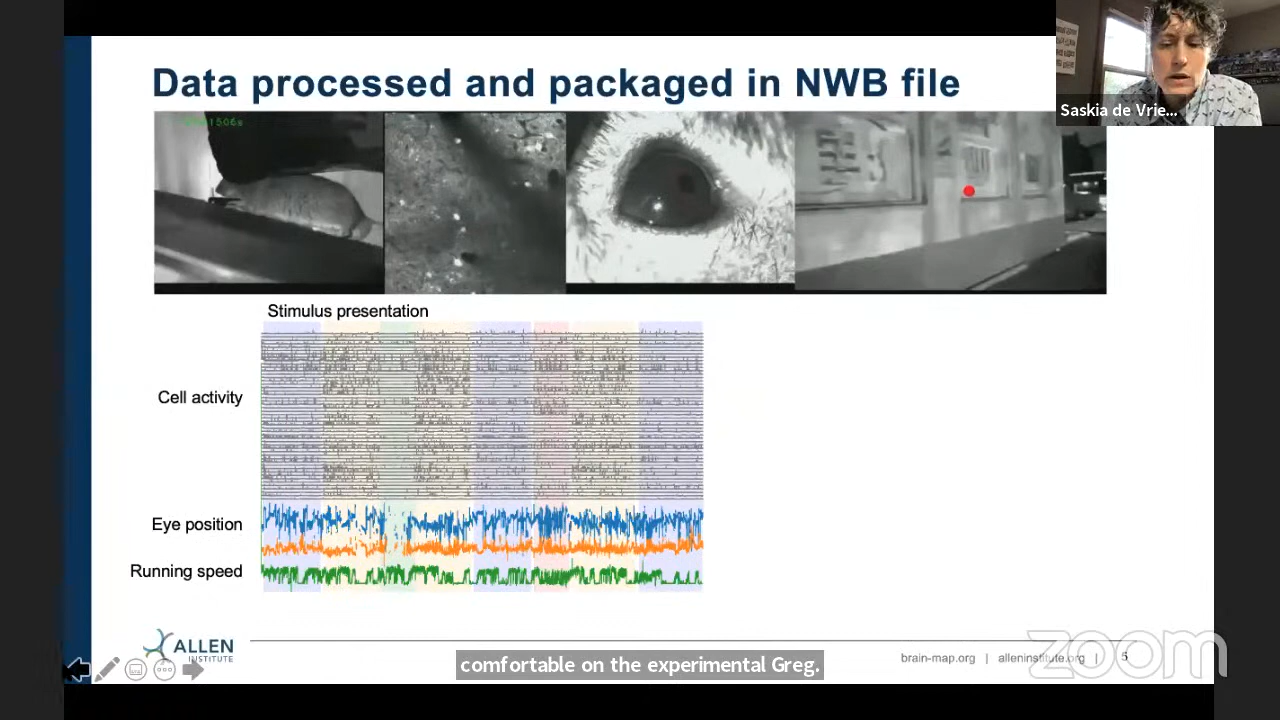 Data processed and packaged in NWB file
Saskia de Vrie...
Stimulus presentation
Cell activity
Eye position
Running speed
ALLEN
INSTITUTE
brain-map.org | alleninstitute.org | 5
zoom
comfortable on the experimental Greg.